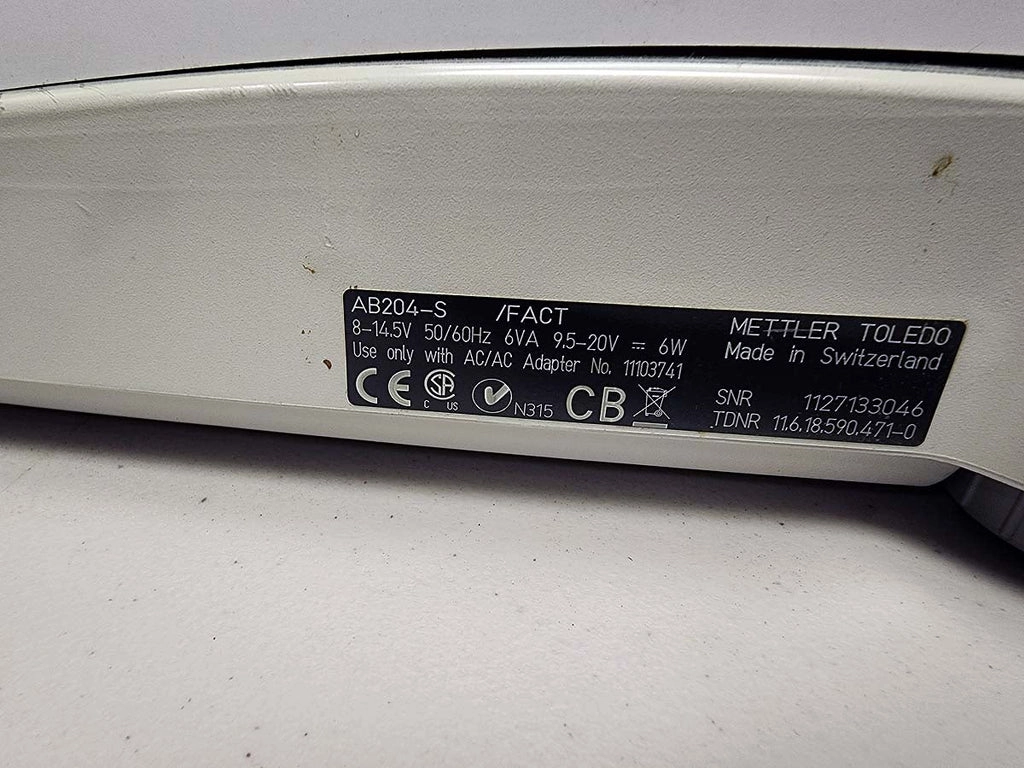 AB204-S /FACT
8-14.5V 50/60Hz 6VA 9.5-20V ⎓ 6W
Use only with AC/AC Adapter No. 11103741
CE CSA C US N315 CB
METTLER TOLEDO
Made in Switzerland
SNR 1127133046
TDNR 11.6.18.590.471-0